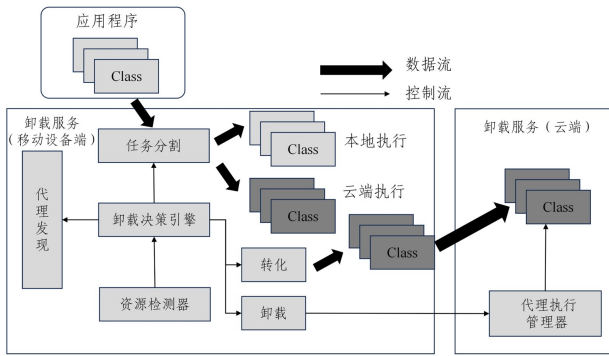 应用程序
Class
数据流
控制流
卸载服务
(移动设备端)
任务分割
Class
本地执行
卸载服务(云端)
代理发现
云端执行
Class
Class
Class
卸载决策引擎
转化
资源检测器
卸载
代理执行
管理器